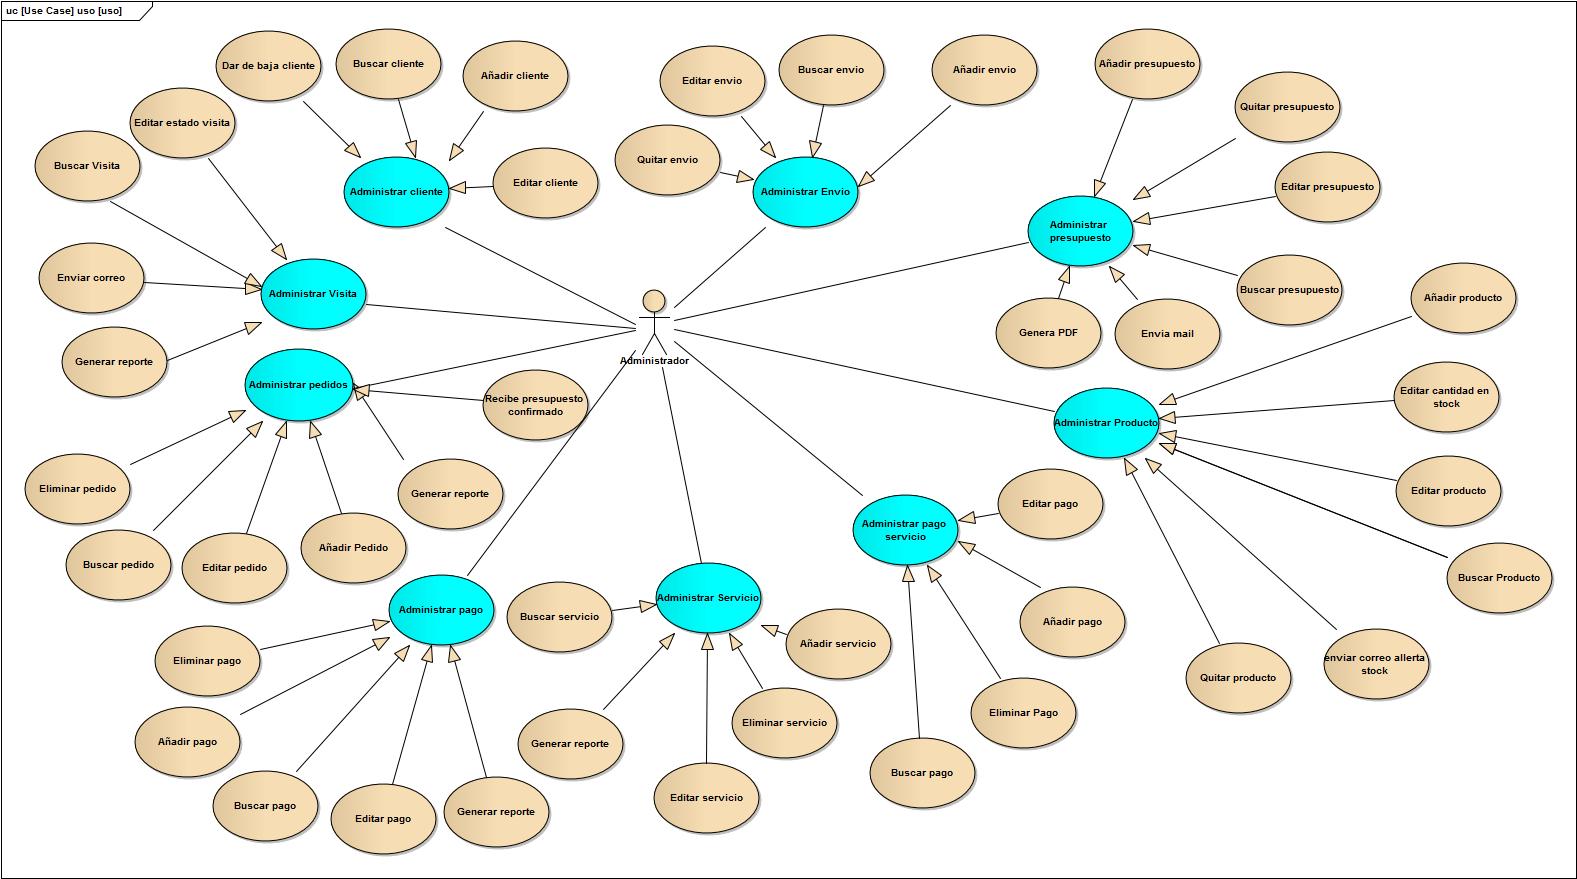 uc [Use Case] uso [uso]
Dar de baja cliente
Buscar cliente
Añadir cliente
Editar cliente
Administrar cliente
Editar estado visita
Buscar Visita
Enviar correo
Generar reporte
Administrar Visita
Editar envio
Buscar envio
Añadir envio
Quitar envio
Administrar Envio
Añadir presupuesto
Quitar presupuesto
Editar presupuesto
Buscar presupuesto
Administrar
presupuesto
Genera PDF
Envia mail
Administrador
Añadir producto
Editar cantidad en
stock
Editar producto
Buscar Producto
enviar correo allerta
stock
Quitar producto
Administrar Producto
Administrar pedidos
Recibe presupuesto
confirmado
Generar reporte
Eliminar pedido
Buscar pedido
Editar pedido
Añadir Pedido
Administrar pago
Eliminar pago
Añadir pago
Buscar pago
Editar pago
Generar reporte
Administrar Servicio
Buscar servicio
Generar reporte
Editar servicio
Eliminar servicio
Añadir servicio
Administrar pago
servicio
Editar pago
Añadir pago
Eliminar Pago
Buscar pago